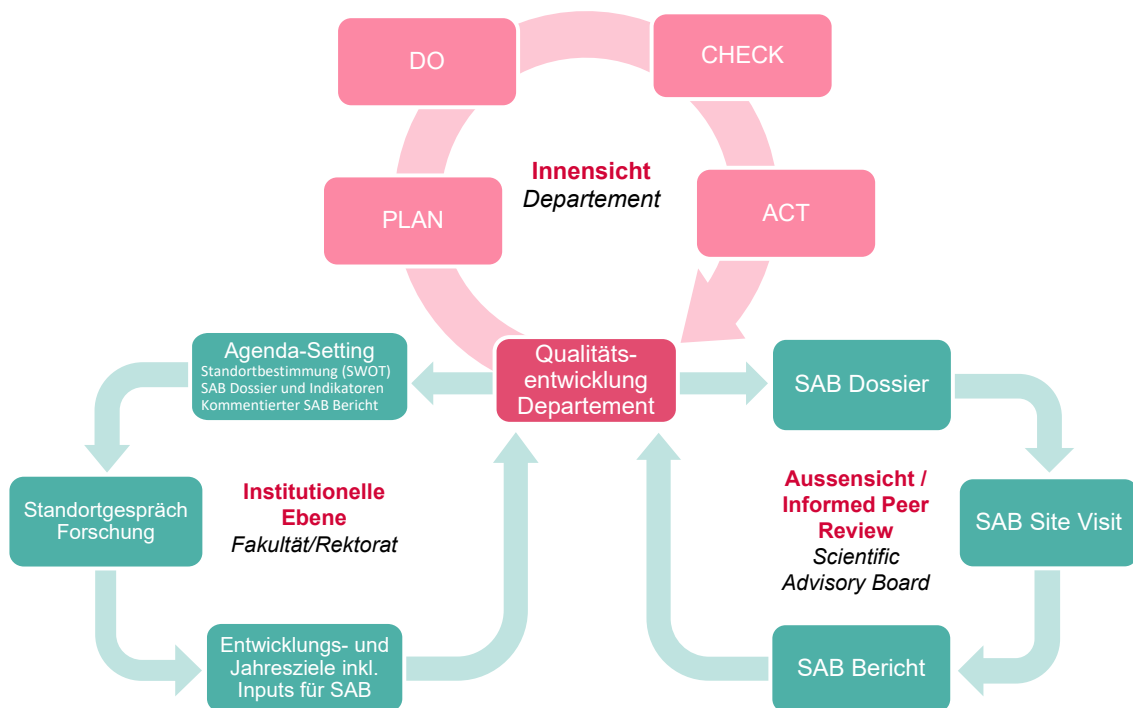 DO
CHECK
PLAN
ACT
Innensicht
Departement
Qualitäts-
entwicklung
Departement
Agenda-Setting
Standortbestimmung (SWOT)
SAB Dossier und Indikatoren
Kommentierter SAB Bericht
Standortgespräch
Forschung
Entwicklungs- und
Jahresziele inkl.
Inputs für SAB
Institutionelle
Ebene
Fakultät/Rektorat
SAB Dossier
SAB Site Visit
SAB Bericht
Aussensicht /
Informed Peer
Review
Scientific
Advisory Board